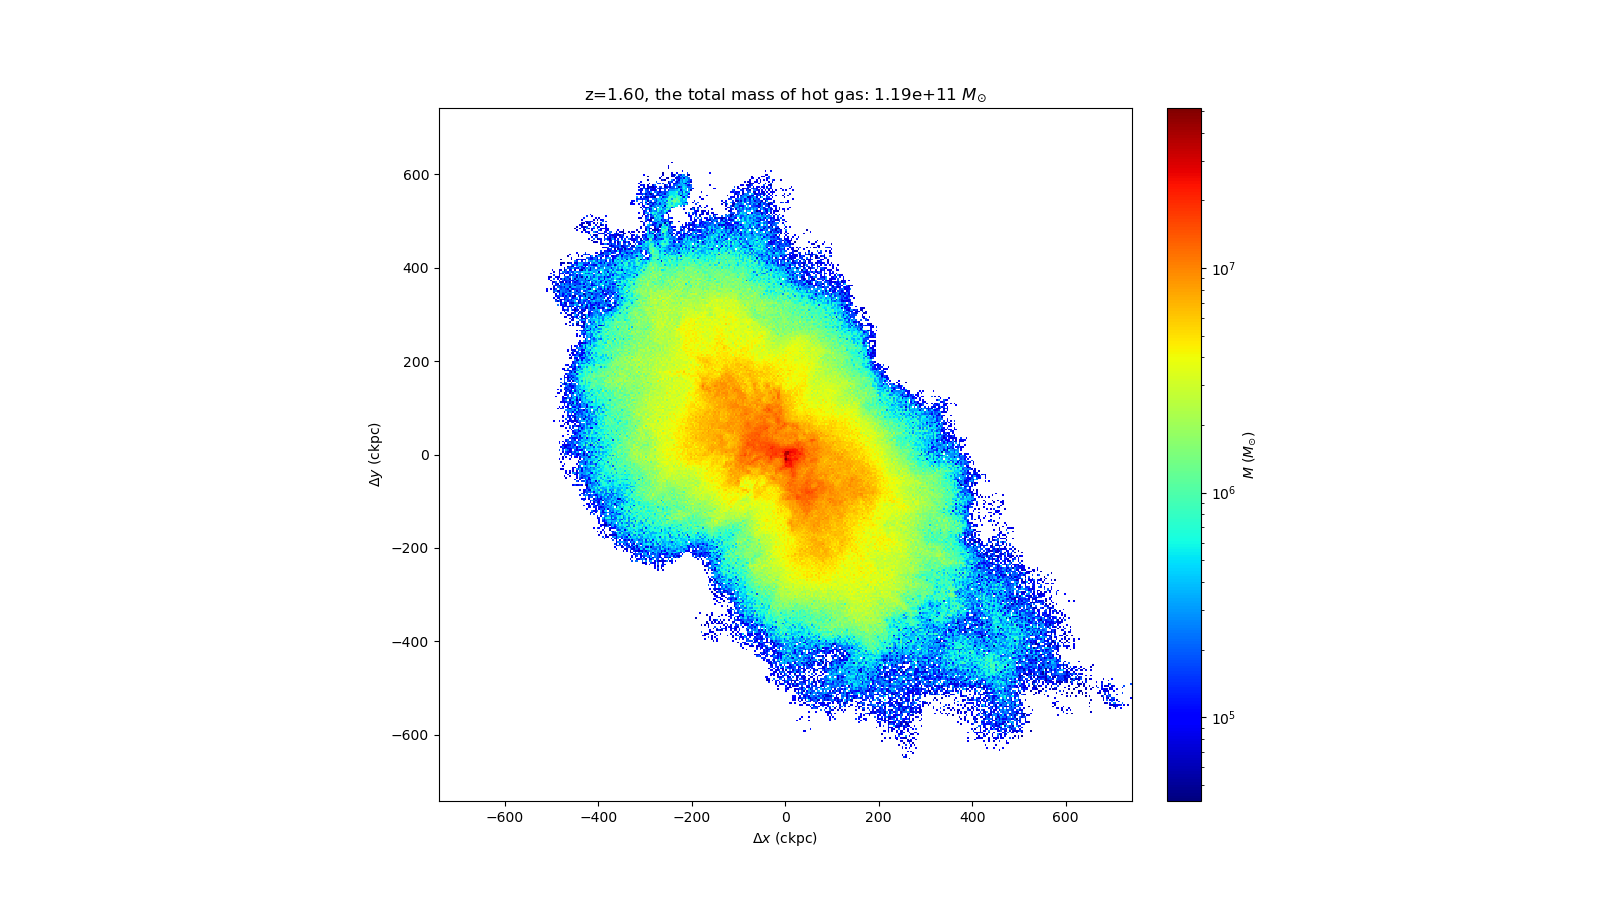 z=1.60, the total mass of hot gas: 1.19e+11 M⊙
600
400
200
0
−200
−400
−600
Δy (ckpc)
−600 −400 −200 0 200 400 600
Δx (ckpc)
10⁷
10⁶
10⁵
M (M⊙)